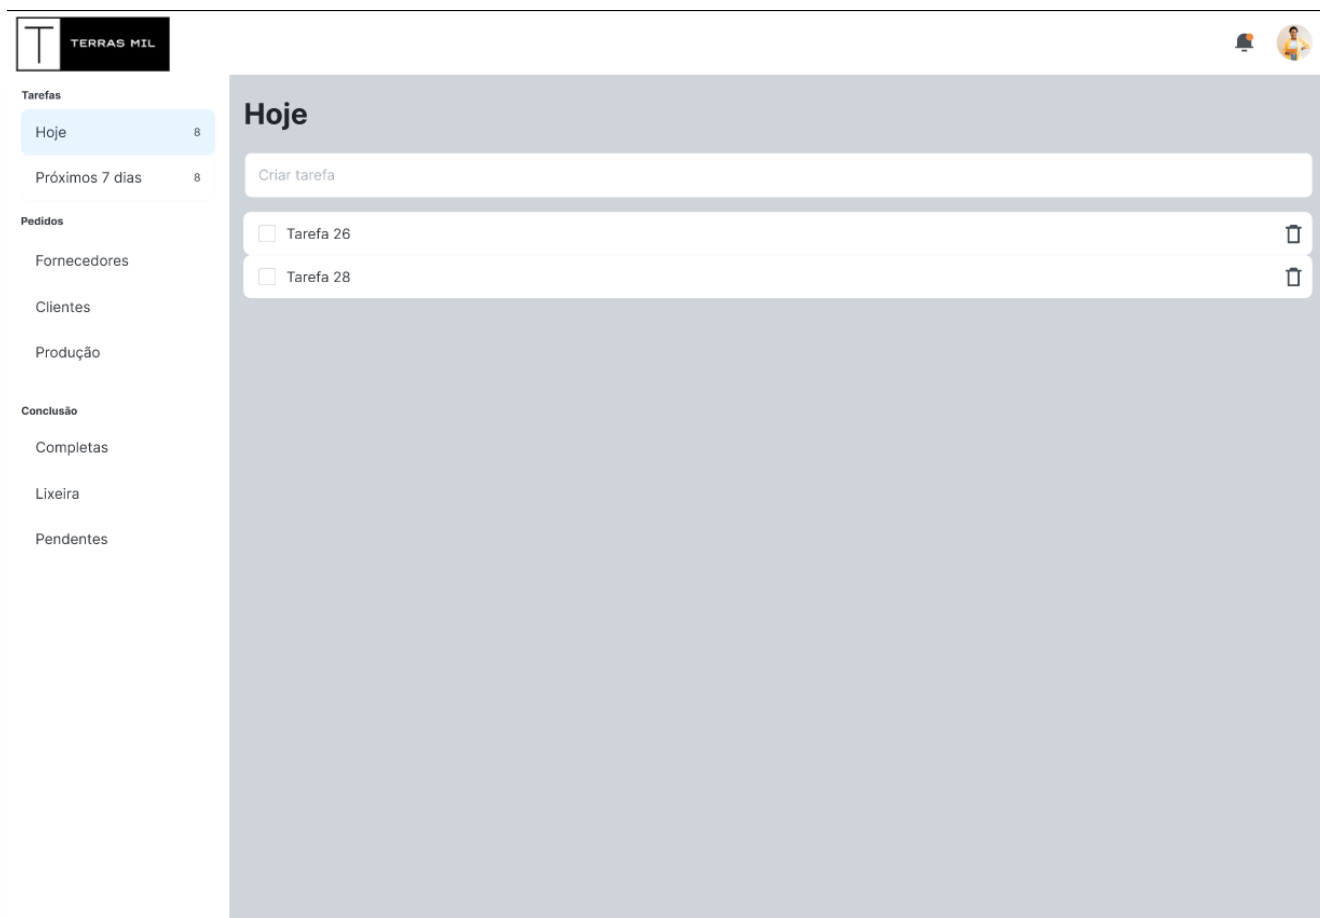 T
TERRAS MIL
Tarefas
Hoje 8
Próximos 7 dias 8
Pedidos
Fornecedores
Clientes
Produção
Conclusão
Completas
Lixeira
Pendentes
Hoje
Criar tarefa
Tarefa 26
Tarefa 28